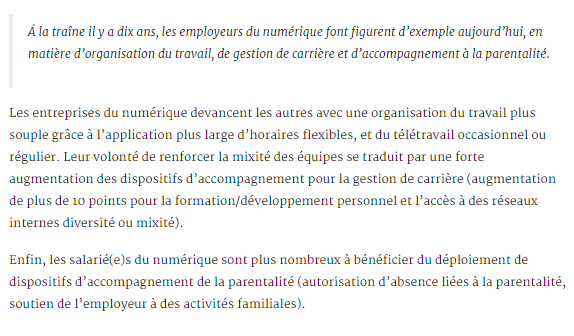 Á la traîne il y a dix ans, les employeurs du numérique font figurent d’exemple aujourd’hui, en
matière d’organisation du travail, de gestion de carrière et d’accompagnement à la parentalité.
Les entreprises du numérique devancent les autres avec une organisation du travail plus
souple grâce à l’application plus large d’horaires flexibles, et du télétravail occasionnel ou
régulier. Leur volonté de renforcer la mixité des équipes se traduit par une forte
augmentation des dispositifs d’accompagnement pour la gestion de carrière (augmentation
de plus de 10 points pour la formation/développement personnel et l’accès à des réseaux
internes diversité ou mixité).
Enfin, les salarié(e)s du numérique sont plus nombreux à bénéficier du déploiement de
dispositifs d’accompagnement de la parentalité (autorisation d’absence liées à la parentalité,
soutien de l’employeur à des activités familiales).